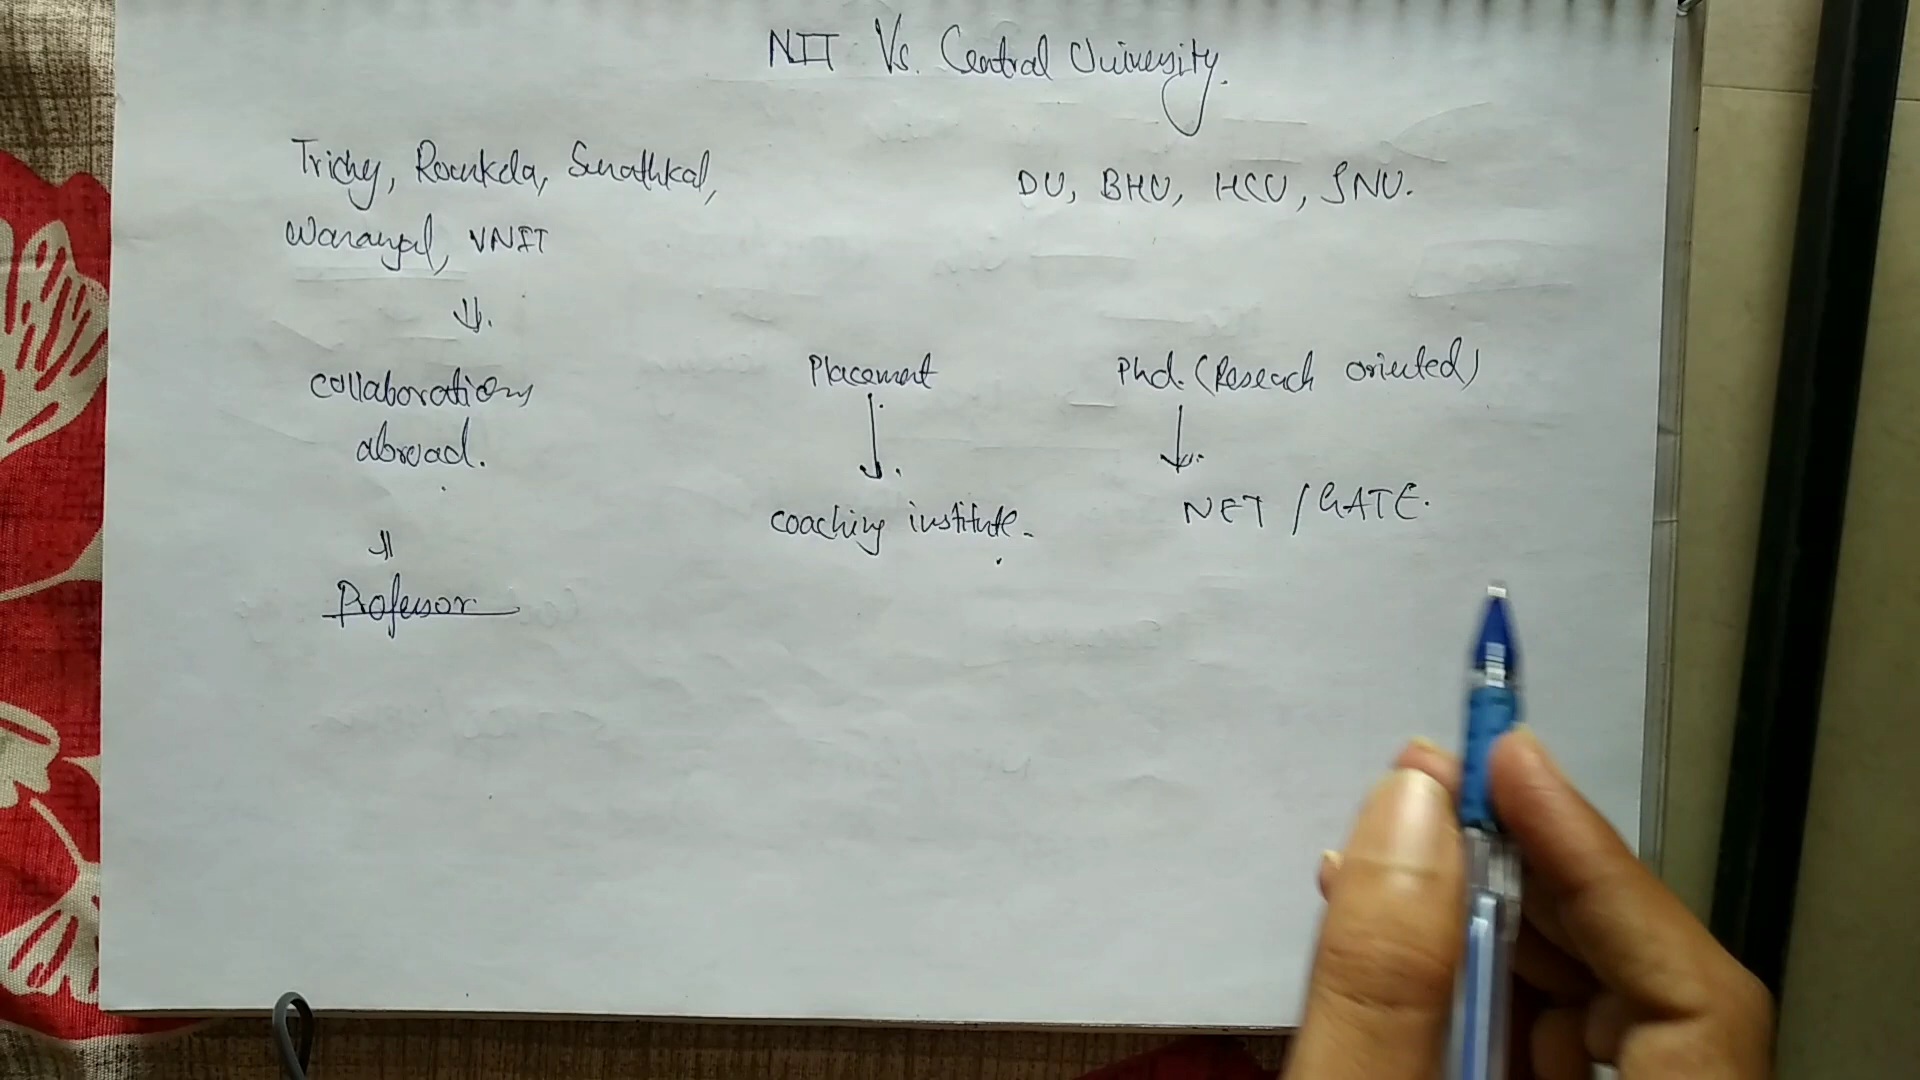 NIT Vs. Central University.
Trichy, Rourkela, Surathkal,
Warangal, VNIT
DU, BHU, HCU, JNU.
collaborations
abroad.
Professor
Placement
coaching institute.
Phd. (Reseach oriented)
NET / GATE.